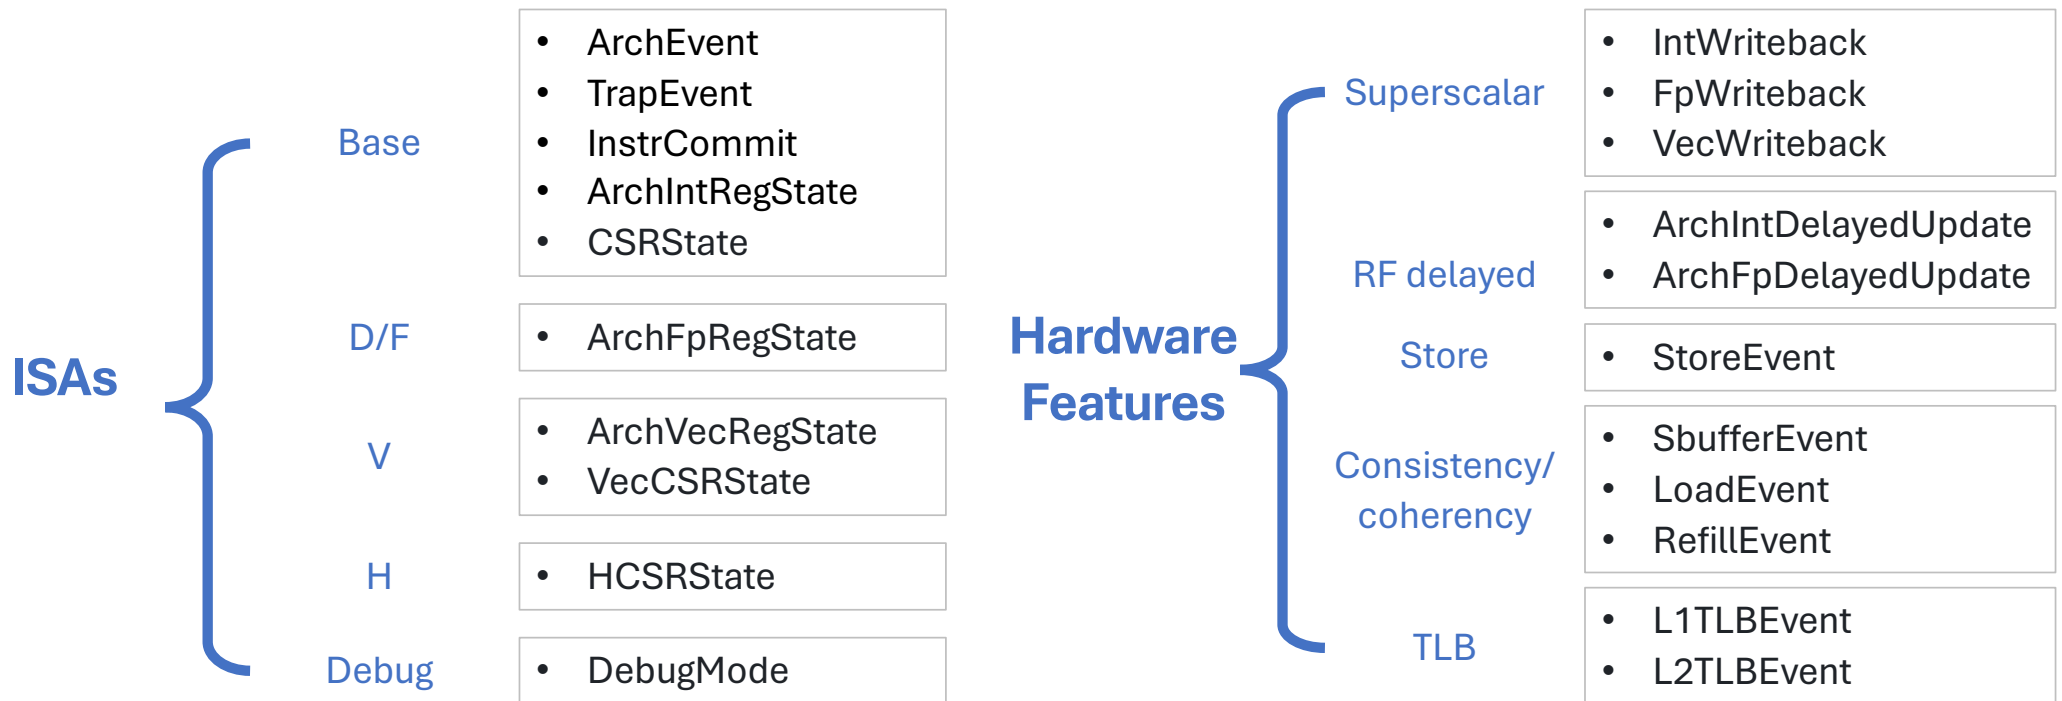 ISAs
Base
• ArchEvent
• TrapEvent
• InstrCommit
• ArchIntRegState
• CSRState
D/F
• ArchFpRegState
V
• ArchVecRegState
• VecCSRState
H
• HCSRState
Debug
• DebugMode
Hardware
Features
Superscalar
• IntWriteback
• FpWriteback
• VecWriteback
RF delayed
• ArchIntDelayedUpdate
• ArchFpDelayedUpdate
Store
• StoreEvent
Consistency/
coherency
• SbufferEvent
• LoadEvent
• RefillEvent
TLB
• L1TLBEvent
• L2TLBEvent